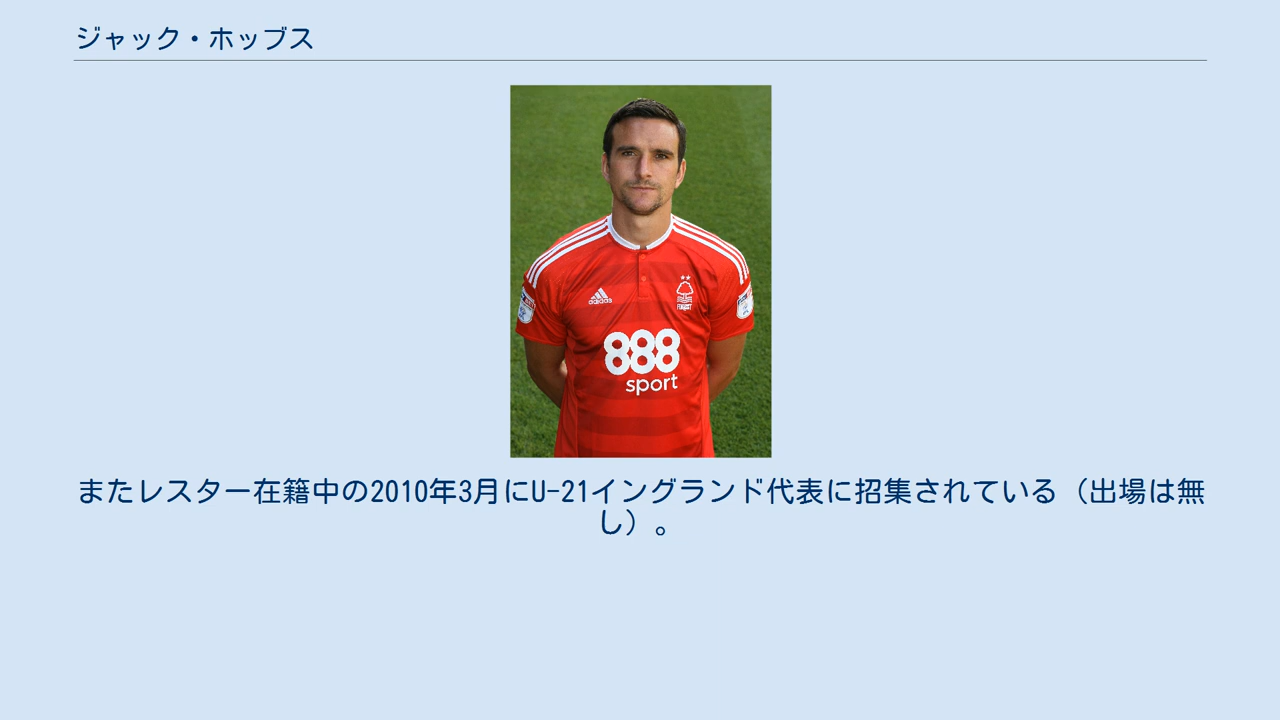 ジャック・ホッブス
adidas
FOREST
888
sport
またレスター在籍中の2010年3月にU-21イングランド代表に招集されている（出場は無
し）。